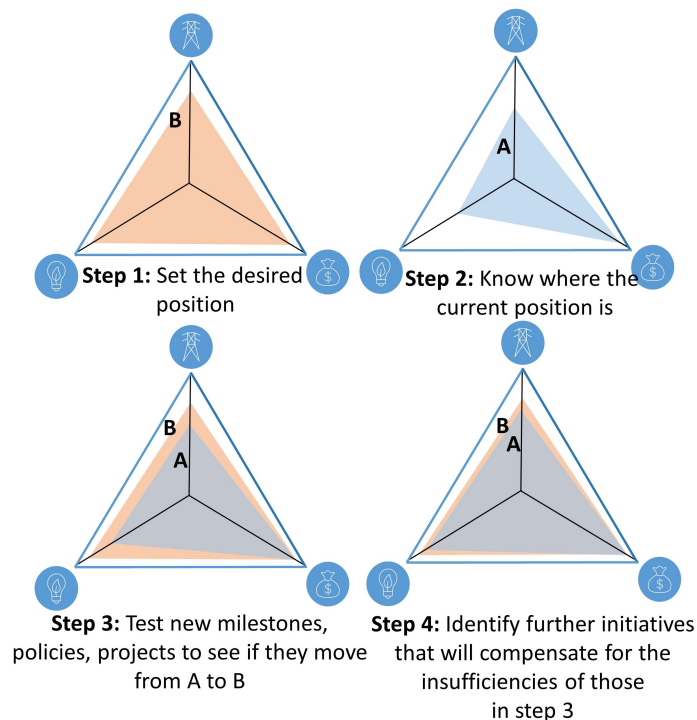 B
Step 1: Set the desired
position
A
Step 2: Know where the
current position is
B
A
Step 3: Test new milestones,
policies, projects to see if they move
from A to B
B
A
Step 4: Identify further initiatives
that will compensate for the
insufficiencies of those
in step 3
$
$
$
$